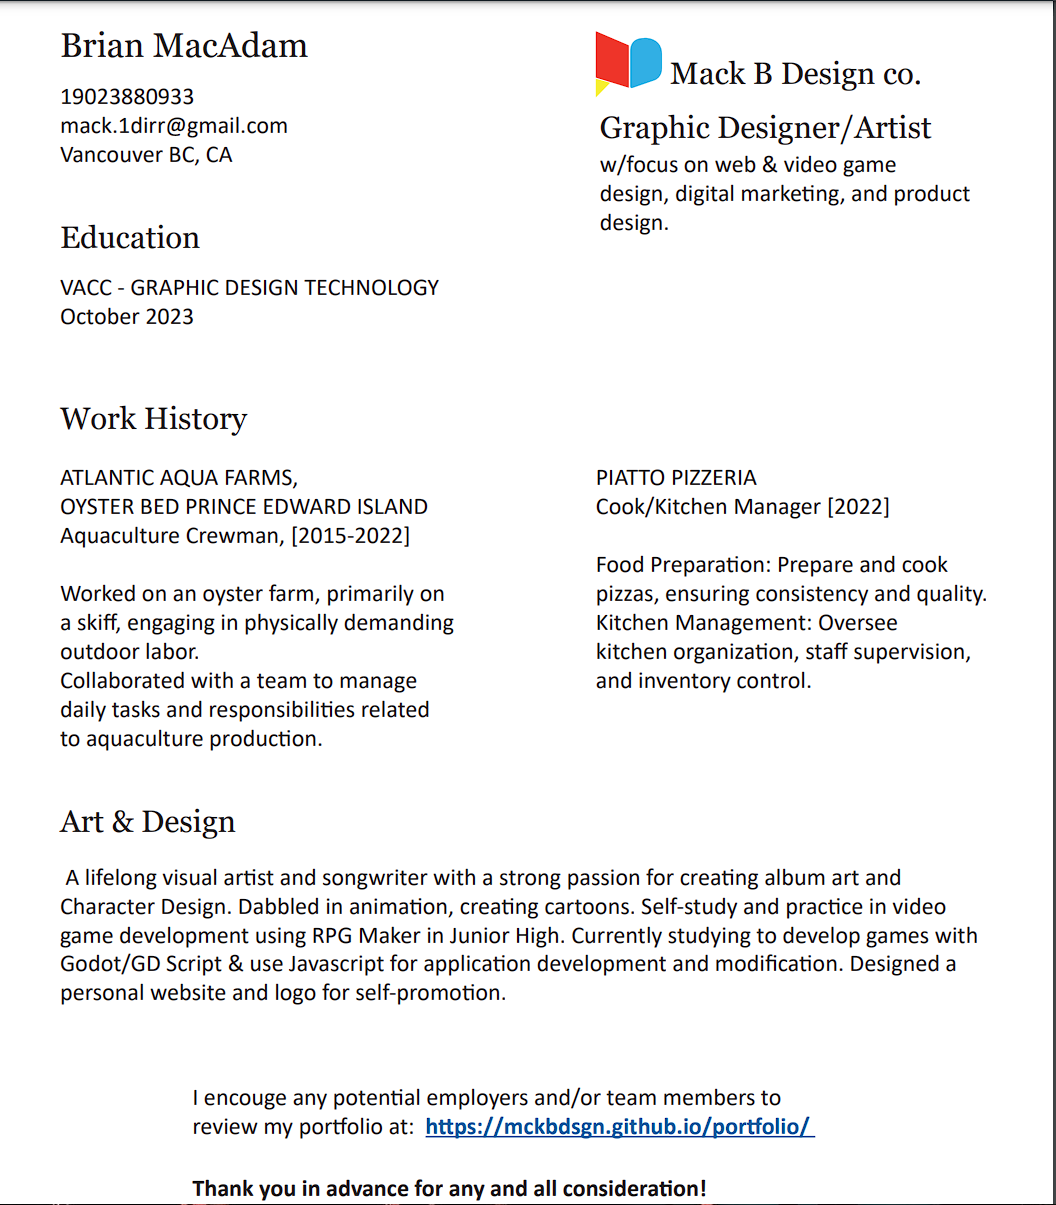 Brian MacAdam
19023880933
mack.1dirr@gmail.com
Vancouver BC, CA
Mack B Design co.
Graphic Designer/Artist
w/focus on web & video game
design, digital marketing, and product
design.
Education
VACC - GRAPHIC DESIGN TECHNOLOGY
October 2023
Work History
ATLANTIC AQUA FARMS,
OYSTER BED PRINCE EDWARD ISLAND
Aquaculture Crewman, [2015-2022]
Worked on an oyster farm, primarily on
a skiff, engaging in physically demanding
outdoor labor.
Collaborated with a team to manage
daily tasks and responsibilities related
to aquaculture production.
PIATTO PIZZERIA
Cook/Kitchen Manager [2022]
Food Preparation: Prepare and cook
pizzas, ensuring consistency and quality.
Kitchen Management: Oversee
kitchen organization, staff supervision,
and inventory control.
Art & Design
A lifelong visual artist and songwriter with a strong passion for creating album art and
Character Design. Dabbled in animation, creating cartoons. Self-study and practice in video
game development using RPG Maker in Junior High. Currently studying to develop games with
Godot/GD Script & use Javascript for application development and modification. Designed a
personal website and logo for self-promotion.
I encouge any potential employers and/or team members to
review my portfolio at: https://mckbdsgn.github.io/portfolio/
Thank you in advance for any and all consideration!